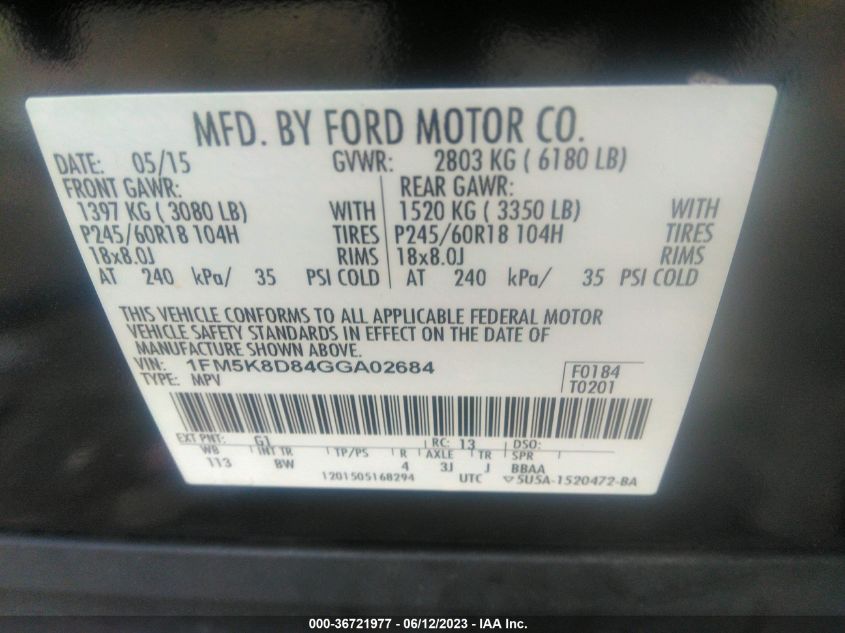 MFD. BY FORD MOTOR CO.
DATE: 05/15 GVWR: 2803 KG ( 6180 LB)
FRONT GAWR: REAR GAWR:
1397 KG ( 3080 LB) WITH 1520 KG ( 3350 LB) WITH
P245/60R18 104H TIRES P245/60R18 104H TIRES
18x8.0J RIMS 18x8.0J RIMS
AT 240 kPa/ 35 PSI COLD AT 240 kPa/ 35 PSI COLD
THIS VEHICLE CONFORMS TO ALL APPLICABLE FEDERAL MOTOR
VEHICLE SAFETY STANDARDS IN EFFECT ON THE DATE OF
MANUFACTURE SHOWN ABOVE.
VIN: 1FM5K8D84GGA02684 F0184
TYPE: MPV T0201
EXT PNT: G1 RC: 13 DSO:
WB INT TR TP/PS R AXLE TR SPR
113 BW 4 3J J BBAA
1201505168294 UTC ▽5U5A-1520472-BA
000-36721977 - 06/12/2023 - IAA Inc.